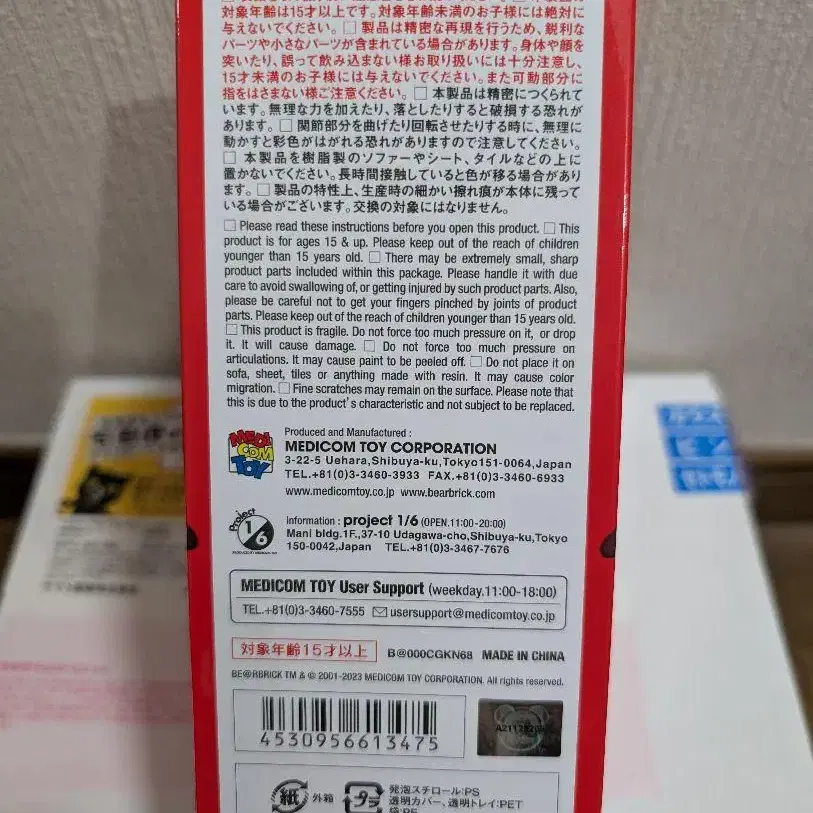 対象年齢は15才以上です。対象年齢未満のお子様には絶対に
与えないでください。□ 製品は精密な再現を行うため、鋭利な
パーツや小さなパーツが含まれている場合があります。身体や顔を
突いたり、誤って飲み込まない様お取り扱いには十分注意し、
15才未満のお子様には与えないでください。また可動部分に
指をはさまない様ご注意ください。□ 本製品は精密につくられて
います。無理な力を加えたり、落としたりすると破損する恐れが
あります。□ 関節部分を曲げたり回転させたりする時に、無理に
動かすと彩色がはがれる恐れがありますので注意してください。
□ 本製品を樹脂製のソファーやシート、タイルなどの上に
置かないでください。長時間接触していると色が移る場合があり
ます。□ 製品の特性上、生産時の細かい擦れ痕が本体に残って
いる場合がございます。交換の対象にはなりません。
□ Please read these instructions before you open this product. □ This
product is for ages 15 & up. Please keep out of the reach of children
younger than 15 years old. □ There may be extremely small, sharp
product parts included within this package. Please handle it with due
care to avoid swallowing of, or getting injured by such product parts. Also,
please be careful not to get your fingers pinched by joints of product
parts. Please keep out of the reach of children younger than 15 years old.
□ This product is fragile. Do not force too much pressure on it, or drop
it. It will cause damage. □ Do not force too much pressure on
articulations. It may cause paint to be peeled off. □ Do not place it on
sofa, sheet, tiles or anything made with resin. It may cause color
migration. □ Fine scratches may remain on the surface. Please note that
this is due to the product's characteristic and not subject to be replaced.
MEDI
COM
TOY
Produced and Manufactured :
MEDICOM TOY CORPORATION
3-22-5 Uehara,Shibuya-ku,Tokyo151-0064,Japan
TEL.+81(0)3-3460-3933 FAX.+81(0)3-3460-6933
www.medicomtoy.co.jp www.bearbrick.com
Project
1/6
Information : project 1/6 (OPEN.11:00-20:00)
Mani bldg.1F.,37-10 Udagawa-cho,Shibuya-ku,Tokyo
150-0042,Japan TEL.+81(0)3-3467-7676
MEDICOM TOY User Support (weekday.11:00-18:00)
TEL.+81(0)3-3460-7555 usersupport@medicomtoy.co.jp
対象年齢15才以上 B@000CGKN68 MADE IN CHINA
BE@RBRICK TM & © 2001-2023 MEDICOM TOY CORPORATION. All rights reserved.
4530956613475
紙 外箱 プラ
発泡スチロール:PS
透明カバー、透明トレイ:PET
袋:PE